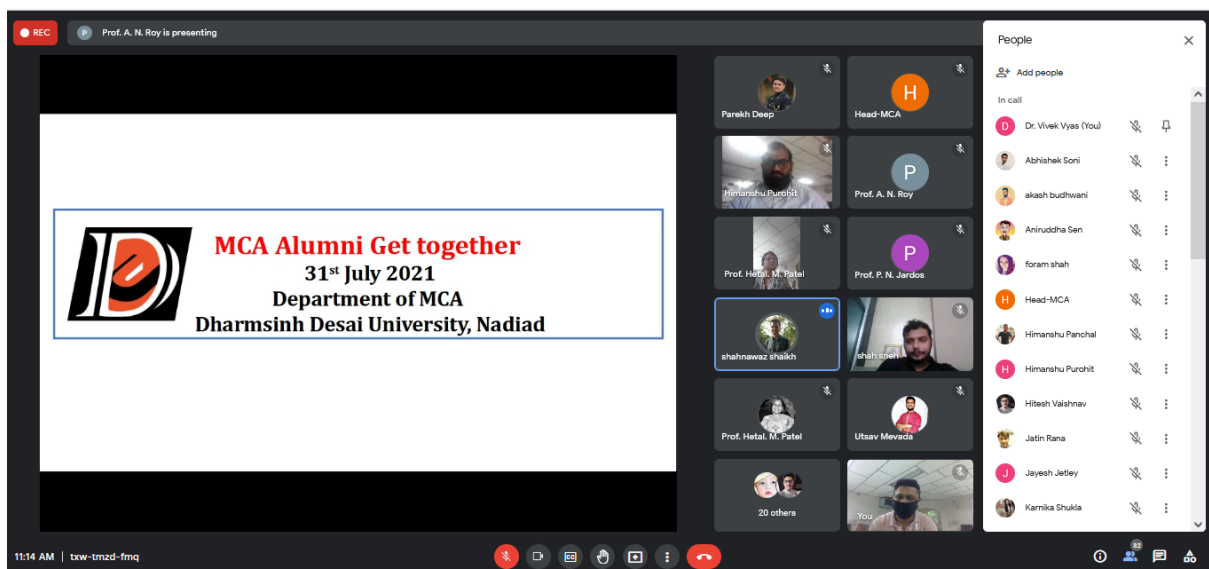 REC
P
Prof. A. N. Roy is presenting
MCA Alumni Get together
31st July 2021
Department of MCA
Dharmsinh Desai University, Nadiad
Parekh Deep
H
Head-MCA
Himanshu Purohit
P
Prof. A. N. Roy
Prof. Hetal. M. Patel
P
Prof. P. N. Jardos
shahnawaz shaikh
shah sneh
Prof. Hetal. M. Patel
Utsav Mevada
20 others
You
People
Add people
In call
D
Dr. Vivek Vyas (You)
Abhishek Soni
akash budhwani
Aniruddha Sen
foram shah
H
Head-MCA
Himanshu Panchal
H
Himanshu Purohit
Hitesh Vaishnav
Jatin Rana
J
Jayesh Jetley
Karnika Shukla
11:14 AM | txw-tmzd-fmq
CC
32